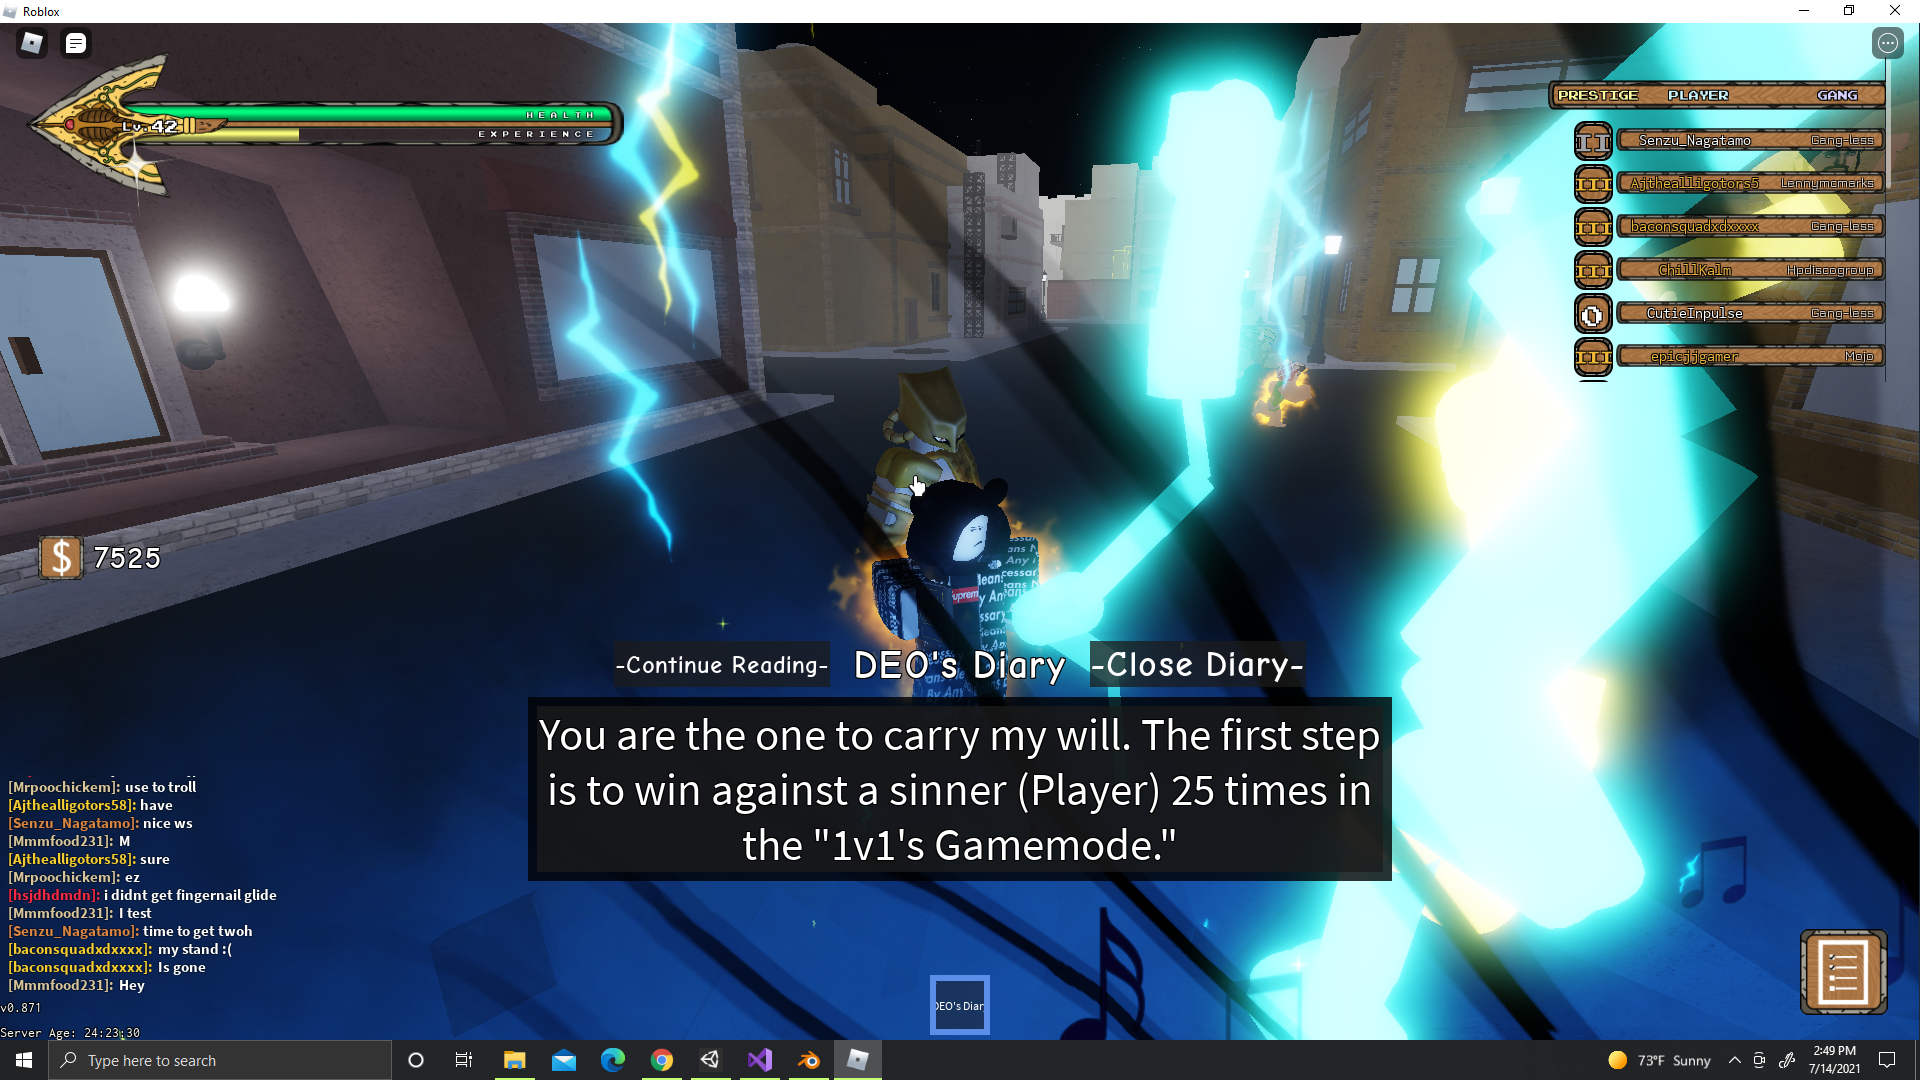 Roblox
HEALTH
Lv.42
EXPERIENCE
PRESTIGE PLAYER GANG
Senzu_Nagatamo Gang-less
Ajthealligotors5 Lennymcmarks
baconsquadxdxxxx Gang-less
ChillKalm Hpdiscogroup
CutieInpulse Gang-less
epicjjgamer Mojo
$ 7525
-Continue Reading- DEO's Diary -Close Diary-
You are the one to carry my will. The first step
is to win against a sinner (Player) 25 times in
the "1v1's Gamemode."
[Mrpoochickem]: use to troll
[Ajthealligotors58]: have
[Senzu_Nagatamo]: nice ws
[Mmmfood231]: M
[Ajthealligotors58]: sure
[Mrpoochickem]: ez
[hsjdhdmdn]: i didnt get fingernail glide
[Mmmfood231]: I test
[Senzu_Nagatamo]: time to get twoh
[baconsquadxdxxxx]: my stand :(
[baconsquadxdxxxx]: Is gone
[Mmmfood231]: Hey
v0.871
Server Age: 24:23:30
DEO's Diar
Type here to search
73°F Sunny
2:49 PM
7/14/2021